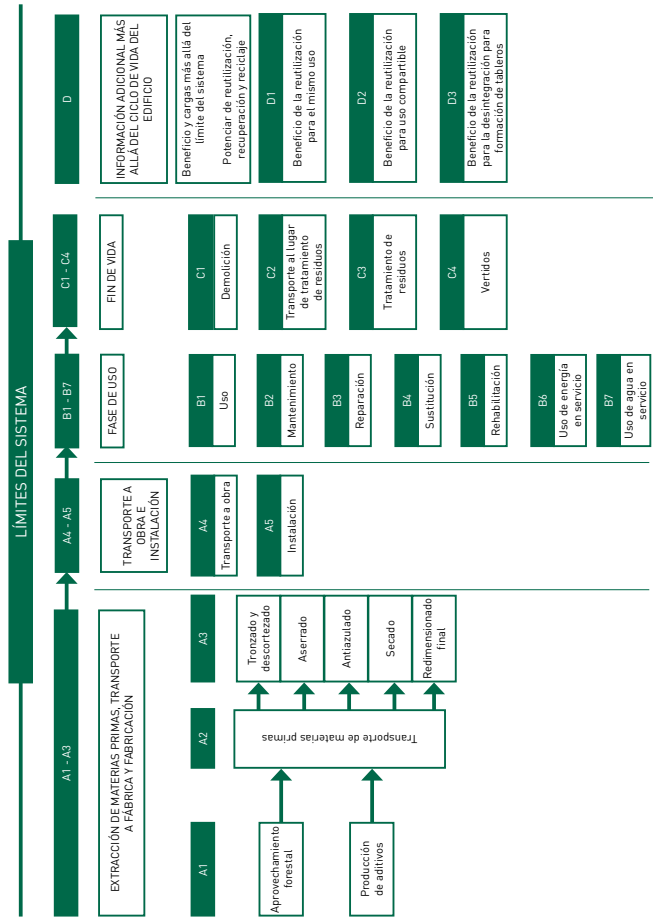 LÍMITES DEL SISTEMA
A1 - A3
A4 - A5
B1 - B7
C1 - C4
D
EXTRACCIÓN DE MATERIAS PRIMAS, TRANSPORTE
A FÁBRICA Y FABRICACIÓN
TRANSPORTE A
OBRA E
INSTALACIÓN
FASE DE USO
FIN DE VIDA
INFORMACIÓN ADICIONAL MÁS
ALLÁ DEL CICLO DE VIDA DEL
EDIFICIO
Beneficio y cargas más allá del
límite del sistema
Potenciar de reutilización,
recuperación y reciclaje
A1
Aprovechamiento
forestal
Producción
de aditivos
A2
Transporte de materias primas
A3
Tronzado y
descortezado
Aserrado
Antiazulado
Secado
Redimensionado
final
A4
Transporte a obra
A5
Instalación
B1
Uso
B2
Mantenimiento
B3
Reparación
B4
Sustitución
B5
Rehabilitación
B6
Uso de energía
en servicio
B7
Uso de agua en
servicio
C1
Demolición
C2
Transporte al lugar
de tratamiento
de residuos
C3
Tratamiento de
residuos
C4
Vertidos
D1
Beneficio de la reutilización
para el mismo uso
D2
Beneficio de la reutilización
para uso compartible
D3
Beneficio de la reutilización
para la desintegración para
formación de tableros